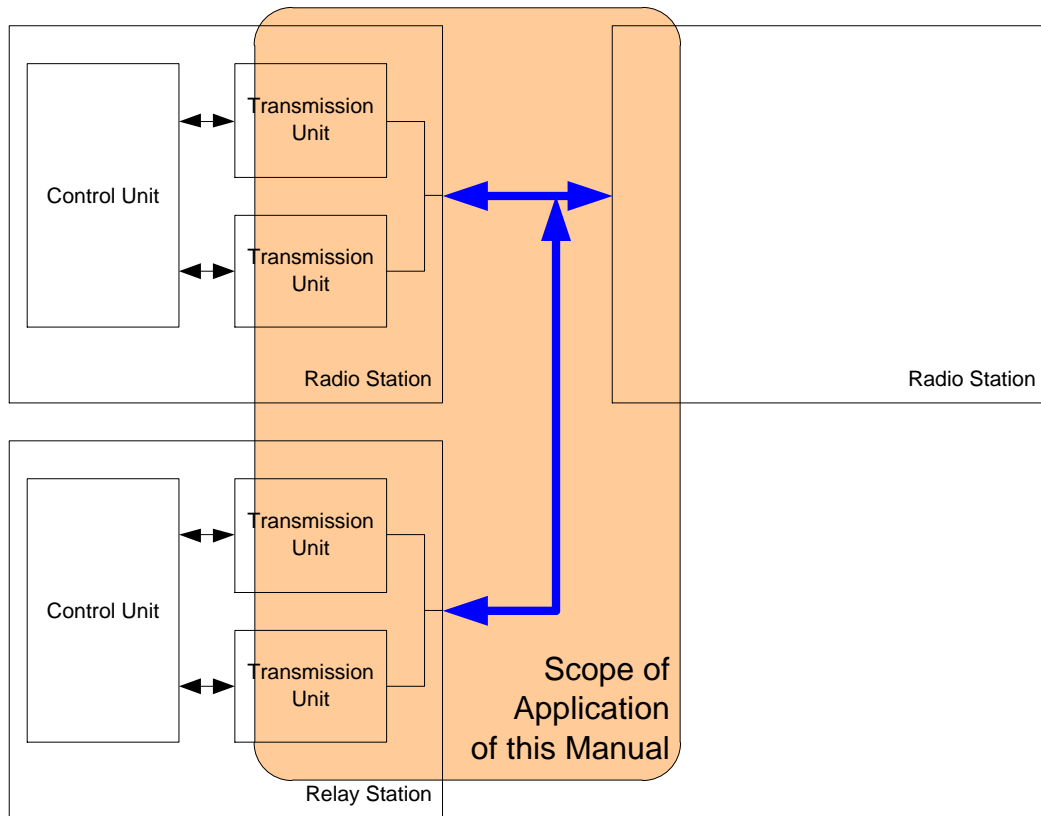 Transmission
Unit
Control Unit
Transmission
Unit
Radio Station
Radio Station
Transmission
Unit
Control Unit
Transmission
Unit
Scope of
Application
of this Manual
Relay Station